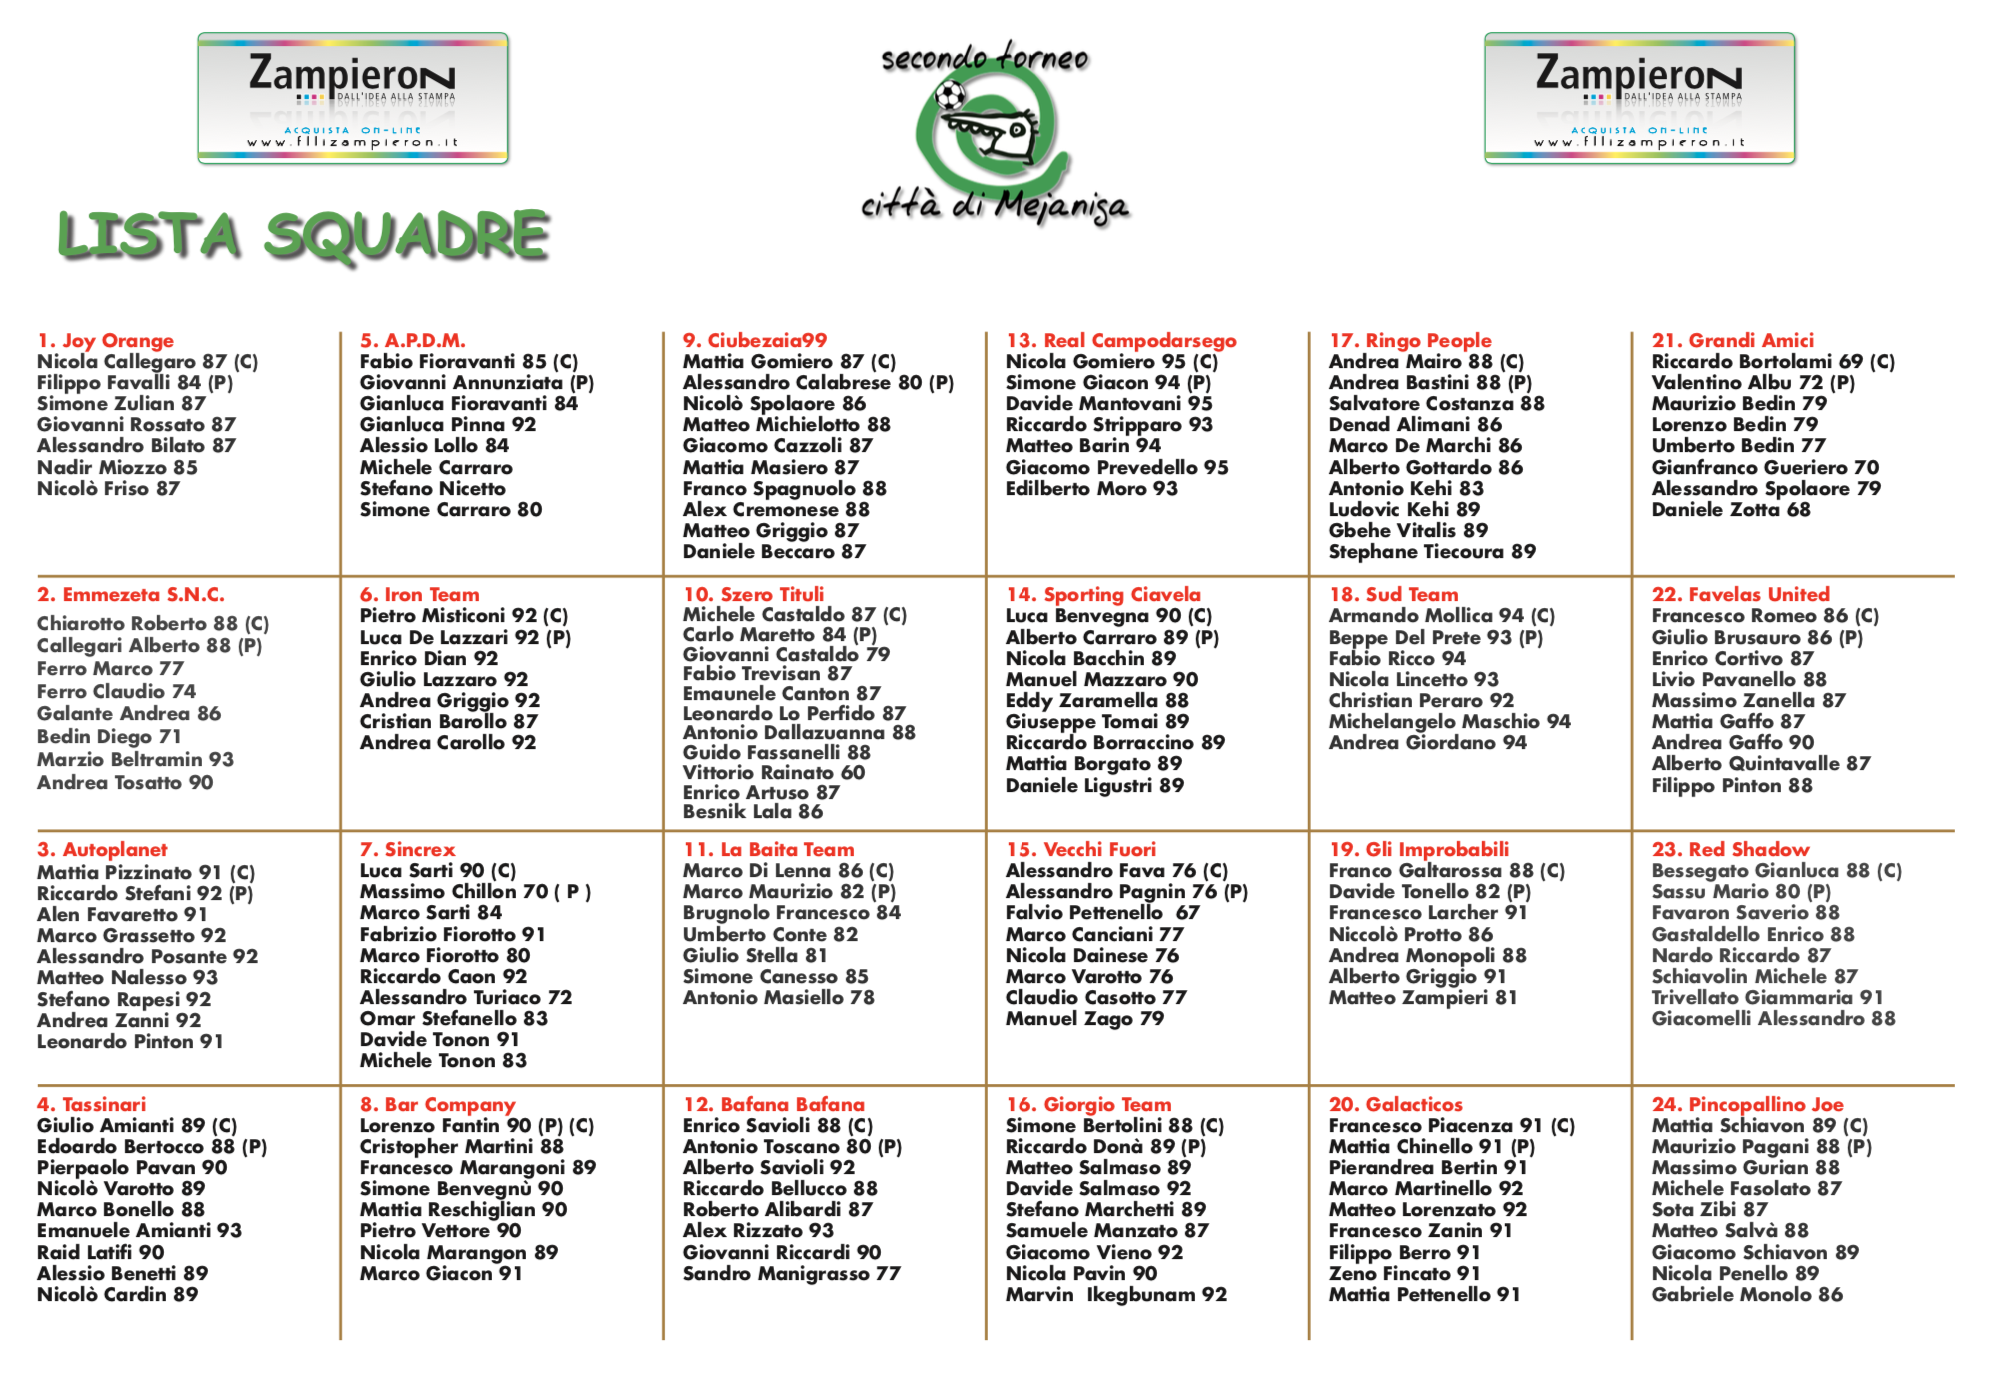 Zampieron
DALL'IDEA ALLA STAMPA
ACQUISTA ON-LINE
www.fllizampieron.it
secondo torneo
città di Mejaniga
Zampieron
DALL'IDEA ALLA STAMPA
ACQUISTA ON-LINE
www.fllizampieron.it
LISTA SQUADRE
1. Joy Orange
Nicola Callegaro 87 (C)
Filippo Favalli 84 (P)
Simone Zulian 87
Giovanni Rossato 87
Alessandro Bilato 87
Nadir Miozzo 85
Nicolò Friso 87
2. Emmezeta S.N.C.
Chiarotto Roberto 88 (C)
Callegari Alberto 88 (P)
Ferro Marco 77
Ferro Claudio 74
Galante Andrea 86
Bedin Diego 71
Marzio Beltramin 93
Andrea Tosatto 90
3. Autoplanet
Mattia Pizzinato 91 (C)
Riccardo Stefani 92 (P)
Alen Favaretto 91
Marco Grassetto 92
Alessandro Posante 92
Matteo Nalesso 93
Stefano Rapesi 92
Andrea Zanni 92
Leonardo Pinton 91
4. Tassinari
Giulio Amianti 89 (C)
Edoardo Bertocco 88 (P)
Pierpaolo Pavan 90
Nicolò Varotto 89
Marco Bonello 88
Emanuele Amianti 93
Raid Latifi 90
Alessio Benetti 89
Nicolò Cardin 89
5. A.P.D.M.
Fabio Fioravanti 85 (C)
Giovanni Annunziata (P)
Gianluca Fioravanti 84
Gianluca Pinna 92
Alessio Lollo 84
Michele Carraro
Stefano Nicetto
Simone Carraro 80
6. Iron Team
Pietro Misticoni 92 (C)
Luca De Lazzari 92 (P)
Enrico Dian 92
Giulio Lazzaro 92
Andrea Griggio 92
Cristian Barollo 87
Andrea Carollo 92
7. Sincrex
Luca Sarti 90 (C)
Massimo Chillon 70 ( P )
Marco Sarti 84
Fabrizio Fiorotto 91
Marco Fiorotto 80
Riccardo Caon 92
Alessandro Turiaco 72
Omar Stefanello 83
Davide Tonon 91
Michele Tonon 83
8. Bar Company
Lorenzo Fantin 90 (P) (C)
Cristopher Martini 88
Francesco Marangoni 89
Simone Benvegnù 90
Mattia Reschiglian 90
Pietro Vettore 90
Nicola Marangon 89
Marco Giacon 91
9. Ciubezaia99
Mattia Gomiero 87 (C)
Alessandro Calabrese 80 (P)
Nicolò Spolaore 86
Matteo Michielotto 88
Giacomo Cazzoli 87
Mattia Masiero 87
Franco Spagnuolo 88
Alex Cremonese 88
Matteo Griggio 87
Daniele Beccaro 87
10. Szero Tituli
Michele Castaldo 87 (C)
Carlo Maretto 84 (P)
Giovanni Castaldo 79
Fabio Trevisan 87
Emaunele Canton 87
Leonardo Lo Perfido 87
Antonio Dallazuanna 88
Guido Fassanelli 88
Vittorio Rainato 60
Enrico Artuso 87
Besnik Lala 86
11. La Baita Team
Marco Di Lenna 86 (C)
Marco Maurizio 82 (P)
Brugnolo Francesco 84
Umberto Conte 82
Giulio Stella 81
Simone Canesso 85
Antonio Masiello 78
12. Bafana Bafana
Enrico Savioli 88 (C)
Antonio Toscano 80 (P)
Alberto Savioli 92
Riccardo Bellucco 88
Roberto Alibardi 87
Alex Rizzato 93
Giovanni Riccardi 90
Sandro Manigrasso 77
13. Real Campodarsego
Nicola Gomiero 95 (C)
Simone Giacon 94 (P)
Davide Mantovani 95
Riccardo Stripparo 93
Matteo Barin 94
Giacomo Prevedello 95
Edilberto Moro 93
14. Sporting Ciavela
Luca Benvegna 90 (C)
Alberto Carraro 89 (P)
Nicola Bacchin 89
Manuel Mazzaro 90
Eddy Zaramella 88
Giuseppe Tomai 89
Riccardo Borraccino 89
Mattia Borgato 89
Daniele Ligustri 89
15. Vecchi Fuori
Alessandro Fava 76 (C)
Alessandro Pagnin 76 (P)
Falvio Pettenello 67
Marco Canciani 77
Nicola Dainese 76
Marco Varotto 76
Claudio Casotto 77
Manuel Zago 79
16. Giorgio Team
Simone Bertolini 88 (C)
Riccardo Donà 89 (P)
Matteo Salmaso 89
Davide Salmaso 92
Stefano Marchetti 89
Samuele Manzato 87
Giacomo Vieno 92
Nicola Pavin 90
Marvin Ikegbunam 92
17. Ringo People
Andrea Mairo 88 (C)
Andrea Bastini 88 (P)
Salvatore Costanza 88
Denad Alimani 86
Marco De Marchi 86
Alberto Gottardo 86
Antonio Kehi 83
Ludovic Kehi 89
Gbehe Vitalis 89
Stephane Tiecoura 89
18. Sud Team
Armando Mollica 94 (C)
Beppe Del Prete 93 (P)
Fabio Ricco 94
Nicola Lincetto 93
Christian Peraro 92
Michelangelo Maschio 94
Andrea Giordano 94
19. Gli Improbabili
Franco Galtarossa 88 (C)
Davide Tonello 82 (P)
Francesco Larcher 91
Niccolò Protto 86
Andrea Monopoli 88
Alberto Griggio 91
Matteo Zampieri 81
20. Galacticos
Francesco Piacenza 91 (C)
Mattia Chinello 91 (P)
Pierandrea Bertin 91
Marco Martinello 92
Matteo Lorenzato 92
Francesco Zanin 91
Filippo Berro 91
Zeno Fincato 91
Mattia Pettenello 91
21. Grandi Amici
Riccardo Bortolami 69 (C)
Valentino Albu 72 (P)
Maurizio Bedin 79
Lorenzo Bedin 79
Umberto Bedin 77
Gianfranco Gueriero 70
Alessandro Spolaore 79
Daniele Zotta 68
22. Favelas United
Francesco Romeo 86 (C)
Giulio Brusauro 86 (P)
Enrico Cortivo 87
Livio Pavanello 88
Massimo Zanella 87
Mattia Gaffo 87
Andrea Gaffo 90
Alberto Quintavalle 87
Filippo Pinton 88
23. Red Shadow
Bessegato Gianluca 88 (C)
Sassu Mario 80 (P)
Favaron Saverio 88
Gastaldello Enrico 88
Nardo Riccardo 87
Schiavolin Michele 87
Trivellato Giammaria 91
Giacomelli Alessandro 88
24. Pincopallino Joe
Mattia Schiavon 89 (C)
Maurizio Pagani 88 (P)
Massimo Gurian 88
Michele Fasolato 87
Sota Zibi 87
Matteo Salvà 88
Giacomo Schiavon 89
Nicola Penello 89
Gabriele Monolo 86